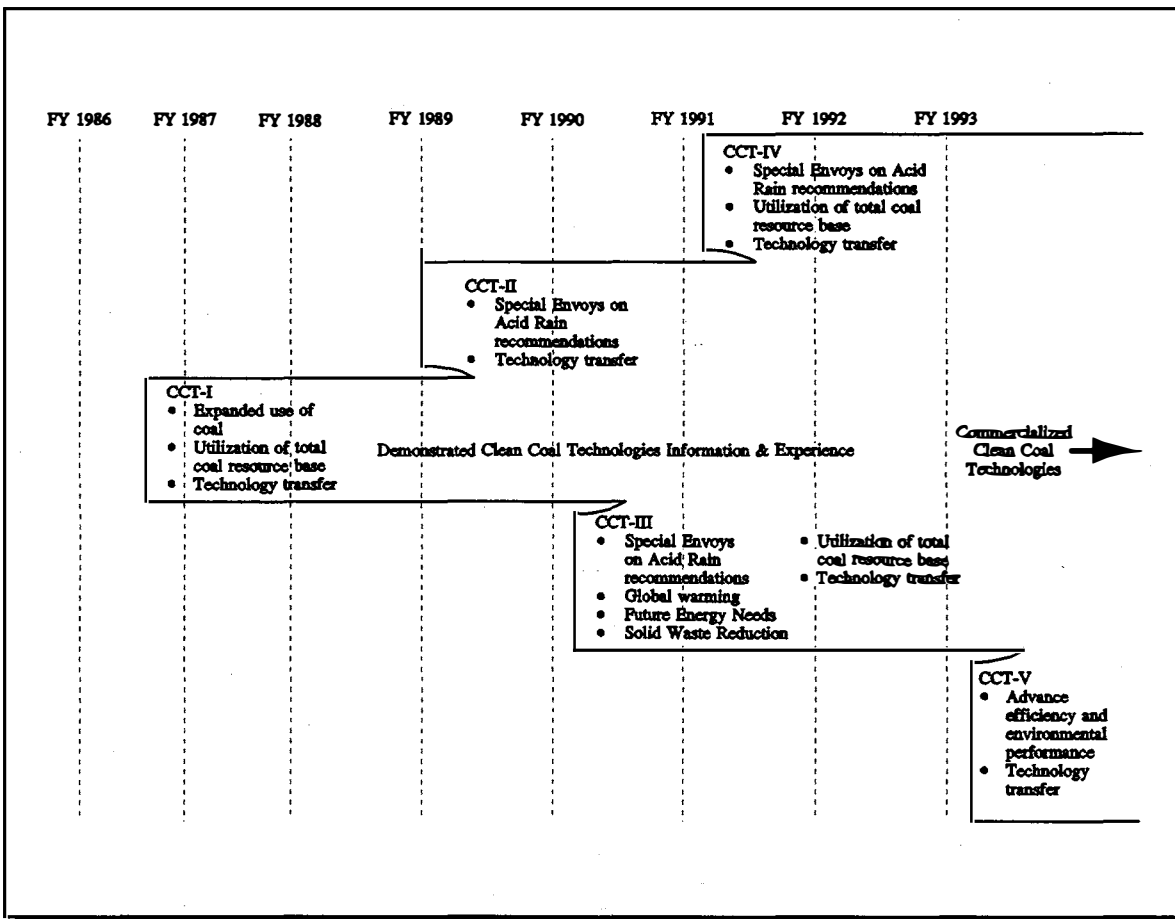 FY 1986 FY 1987 FY 1988 FY 1989 FY 1990 FY 1991 FY 1992 FY 1993
CCT-IV
• Special Envoys on Acid
Rain recommendations
• Utilization of total coal
resource base
• Technology transfer
CCT-II
• Special Envoys on
Acid Rain
recommendations
• Technology transfer
CCT-I
• Expanded use of
coal
• Utilization of total
coal resource base
• Technology transfer
Demonstrated Clean Coal Technologies Information & Experience
Commercialized
Clean Coal
Technologies
CCT-III
• Special Envoys
on Acid Rain
recommendations
• Global warming
• Future Energy Needs
• Solid Waste Reduction
• Utilization of total
coal resource base
• Technology transfer
CCT-V
• Advance
efficiency and
environmental
performance
• Technology
transfer